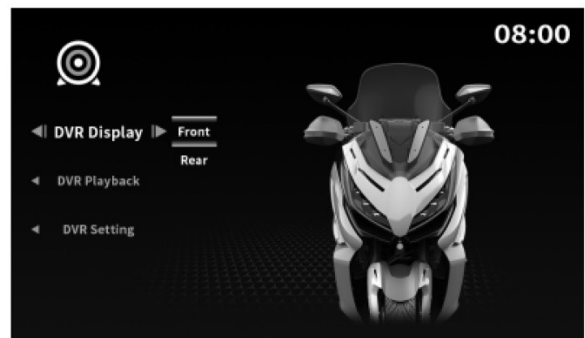 08:00
DVR Display
Front
Rear
DVR Playback
DVR Setting